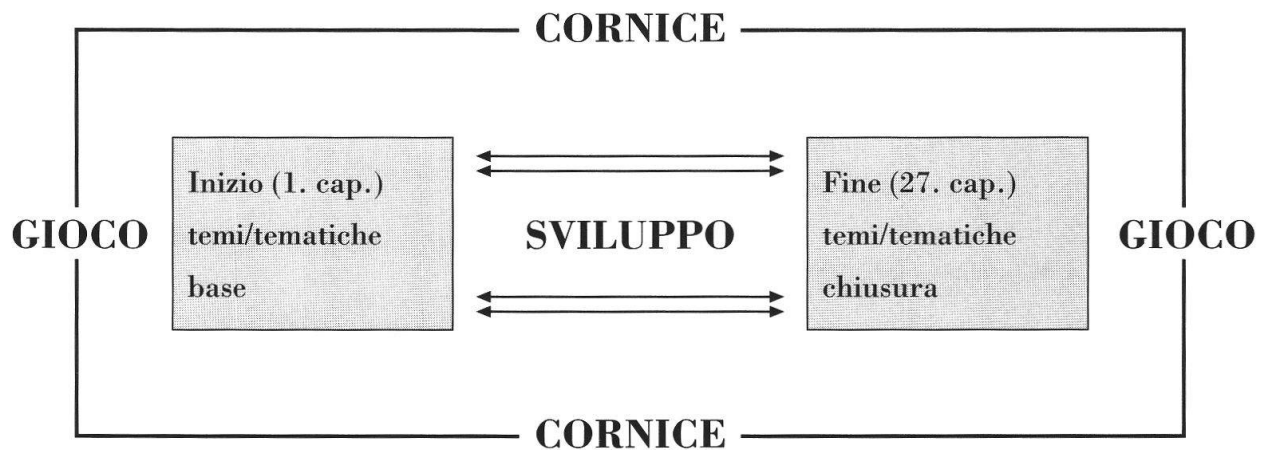 CORNICE
Inizio (1. cap.)
temi/tematiche
base
GIOCO
SVILUPPO
Fine (27. cap.)
temi/tematiche
chiusura
GIOCO
CORNICE